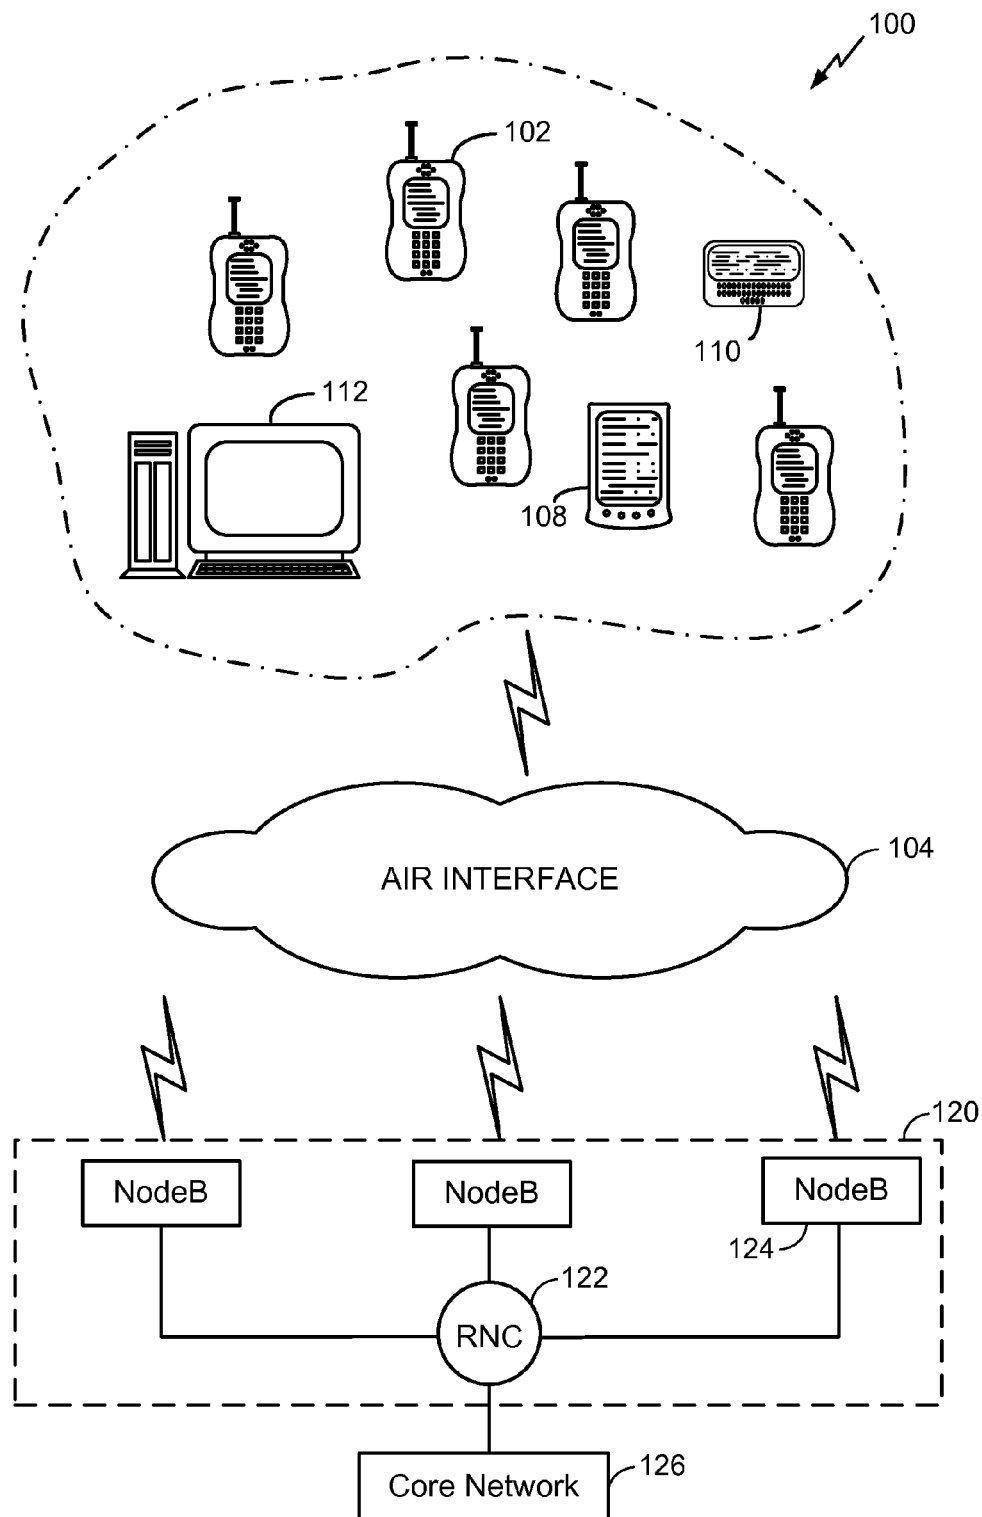 100
102
110
112
108
AIR INTERFACE
104
120
NodeB
NodeB
NodeB
124
122
RNC
Core Network
126